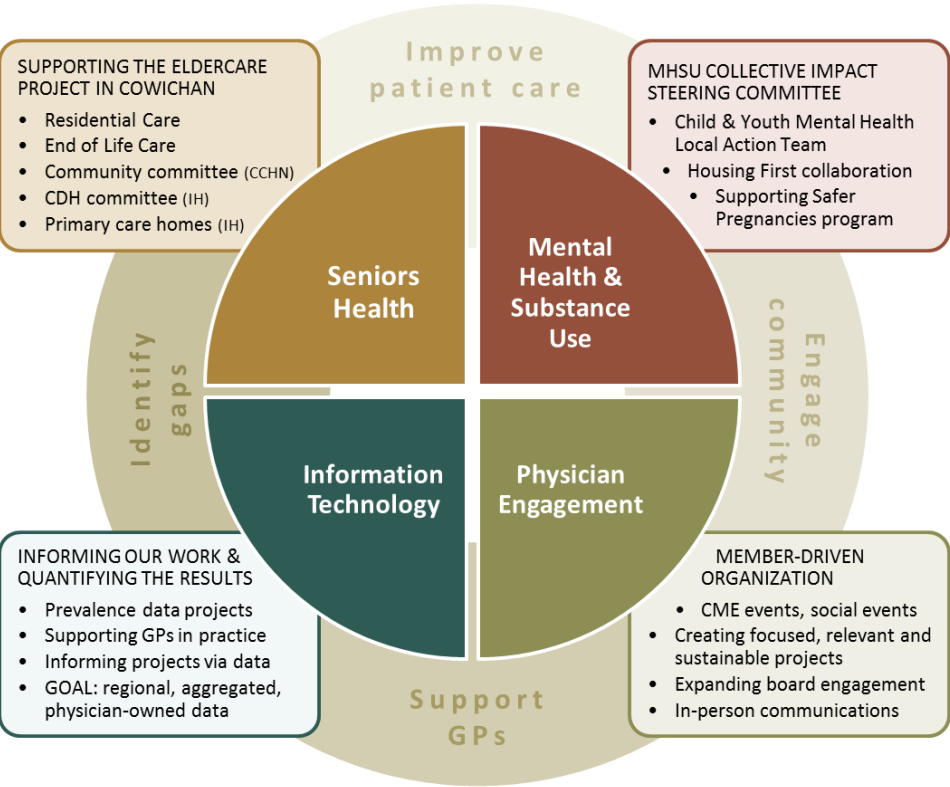 Improve
patient care
SUPPORTING THE ELDERCARE
PROJECT IN COWICHAN
• Residential Care
• End of Life Care
• Community committee (CCHN)
• CDH committee (IH)
• Primary care homes (IH)
MHSU COLLECTIVE IMPACT
STEERING COMMITTEE
• Child & Youth Mental Health
Local Action Team
• Housing First collaboration
• Supporting Safer
Pregnancies program
Seniors
Health
Mental
Health &
Substance
Use
Identify
gaps
Engage
community
Information
Technology
Physician
Engagement
INFORMING OUR WORK &
QUANTIFYING THE RESULTS
• Prevalence data projects
• Supporting GPs in practice
• Informing projects via data
• GOAL: regional, aggregated,
physician-owned data
MEMBER-DRIVEN
ORGANIZATION
• CME events, social events
• Creating focused, relevant and
sustainable projects
• Expanding board engagement
• In-person communications
Support
GPs